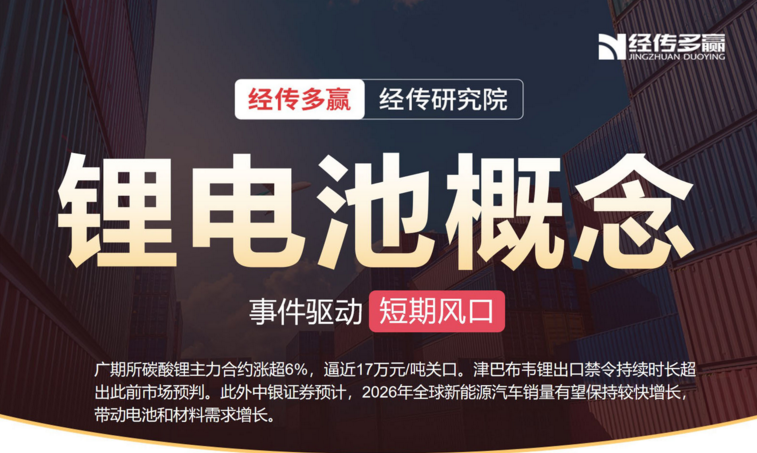 经传多赢
JINGZHUAN DUOYING
经传多赢 经传研究院
锂电池概念
事件驱动 短期风口
广期所碳酸锂主力合约涨超6%，逼近17万元/吨关口。津巴布韦锂出口禁令持续时长超
出此前市场预判。此外中银证券预计，2026年全球新能源汽车销量有望保持较快增长，
带动电池和材料需求增长。